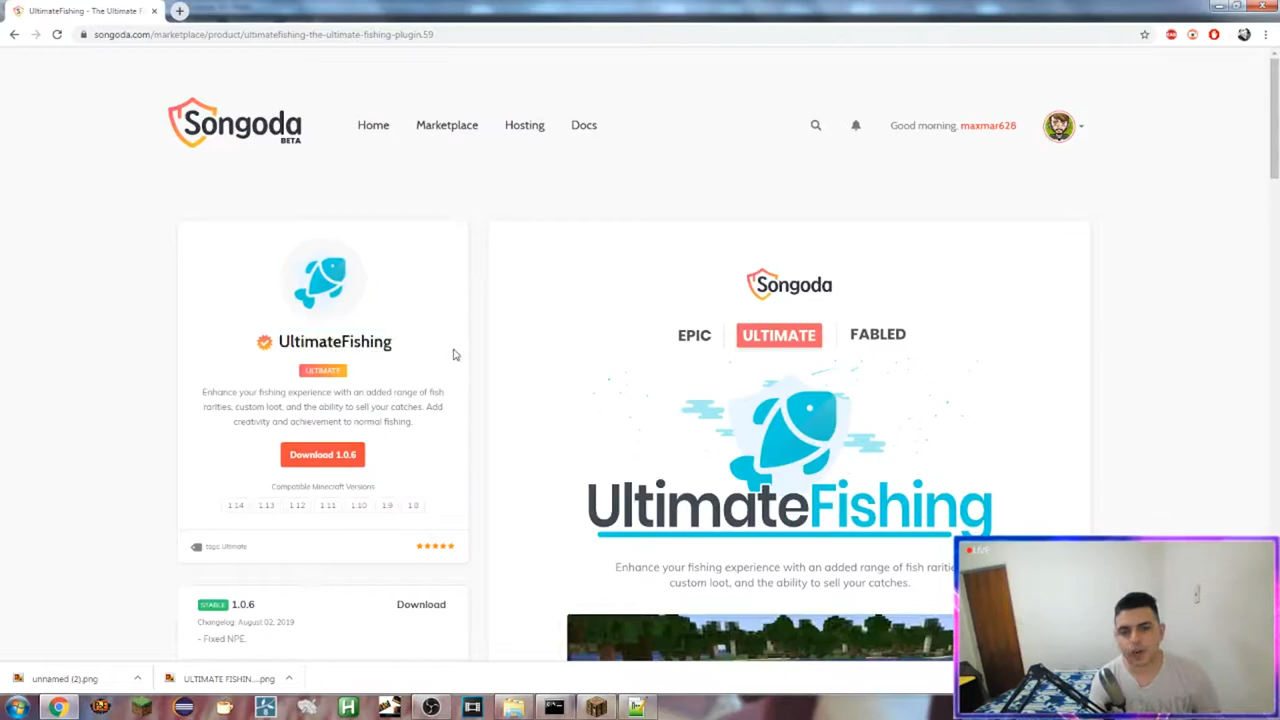 UltimateFishing - The Ultimate F
songoda.com/marketplace/product/ultimatefishing-the-ultimate-fishing-plugin.59
Songoda
BETA
Home
Marketplace
Hosting
Docs
Good morning, maxmar628
UltimateFishing
ULTIMATE
Enhance your fishing experience with an added range of fish
rarities, custom loot, and the ability to sell your catches. Add
creativity and achievement to normal fishing.
Download 1.0.6
Compatible Minecraft Versions
1.14 1.13 1.12 1.11 1.10 1.9 1.8
tags: Ultimate
STABLE 1.0.6 Download
Changelog: August 02, 2019
- Fixed NPE.
Songoda
EPIC ULTIMATE FABLED
UltimateFishing
Enhance your fishing experience with an added range of fish rarities,
custom loot, and the ability to sell your catches.
LIVE
unnamed (2).png
ULTIMATE FISHIN....png